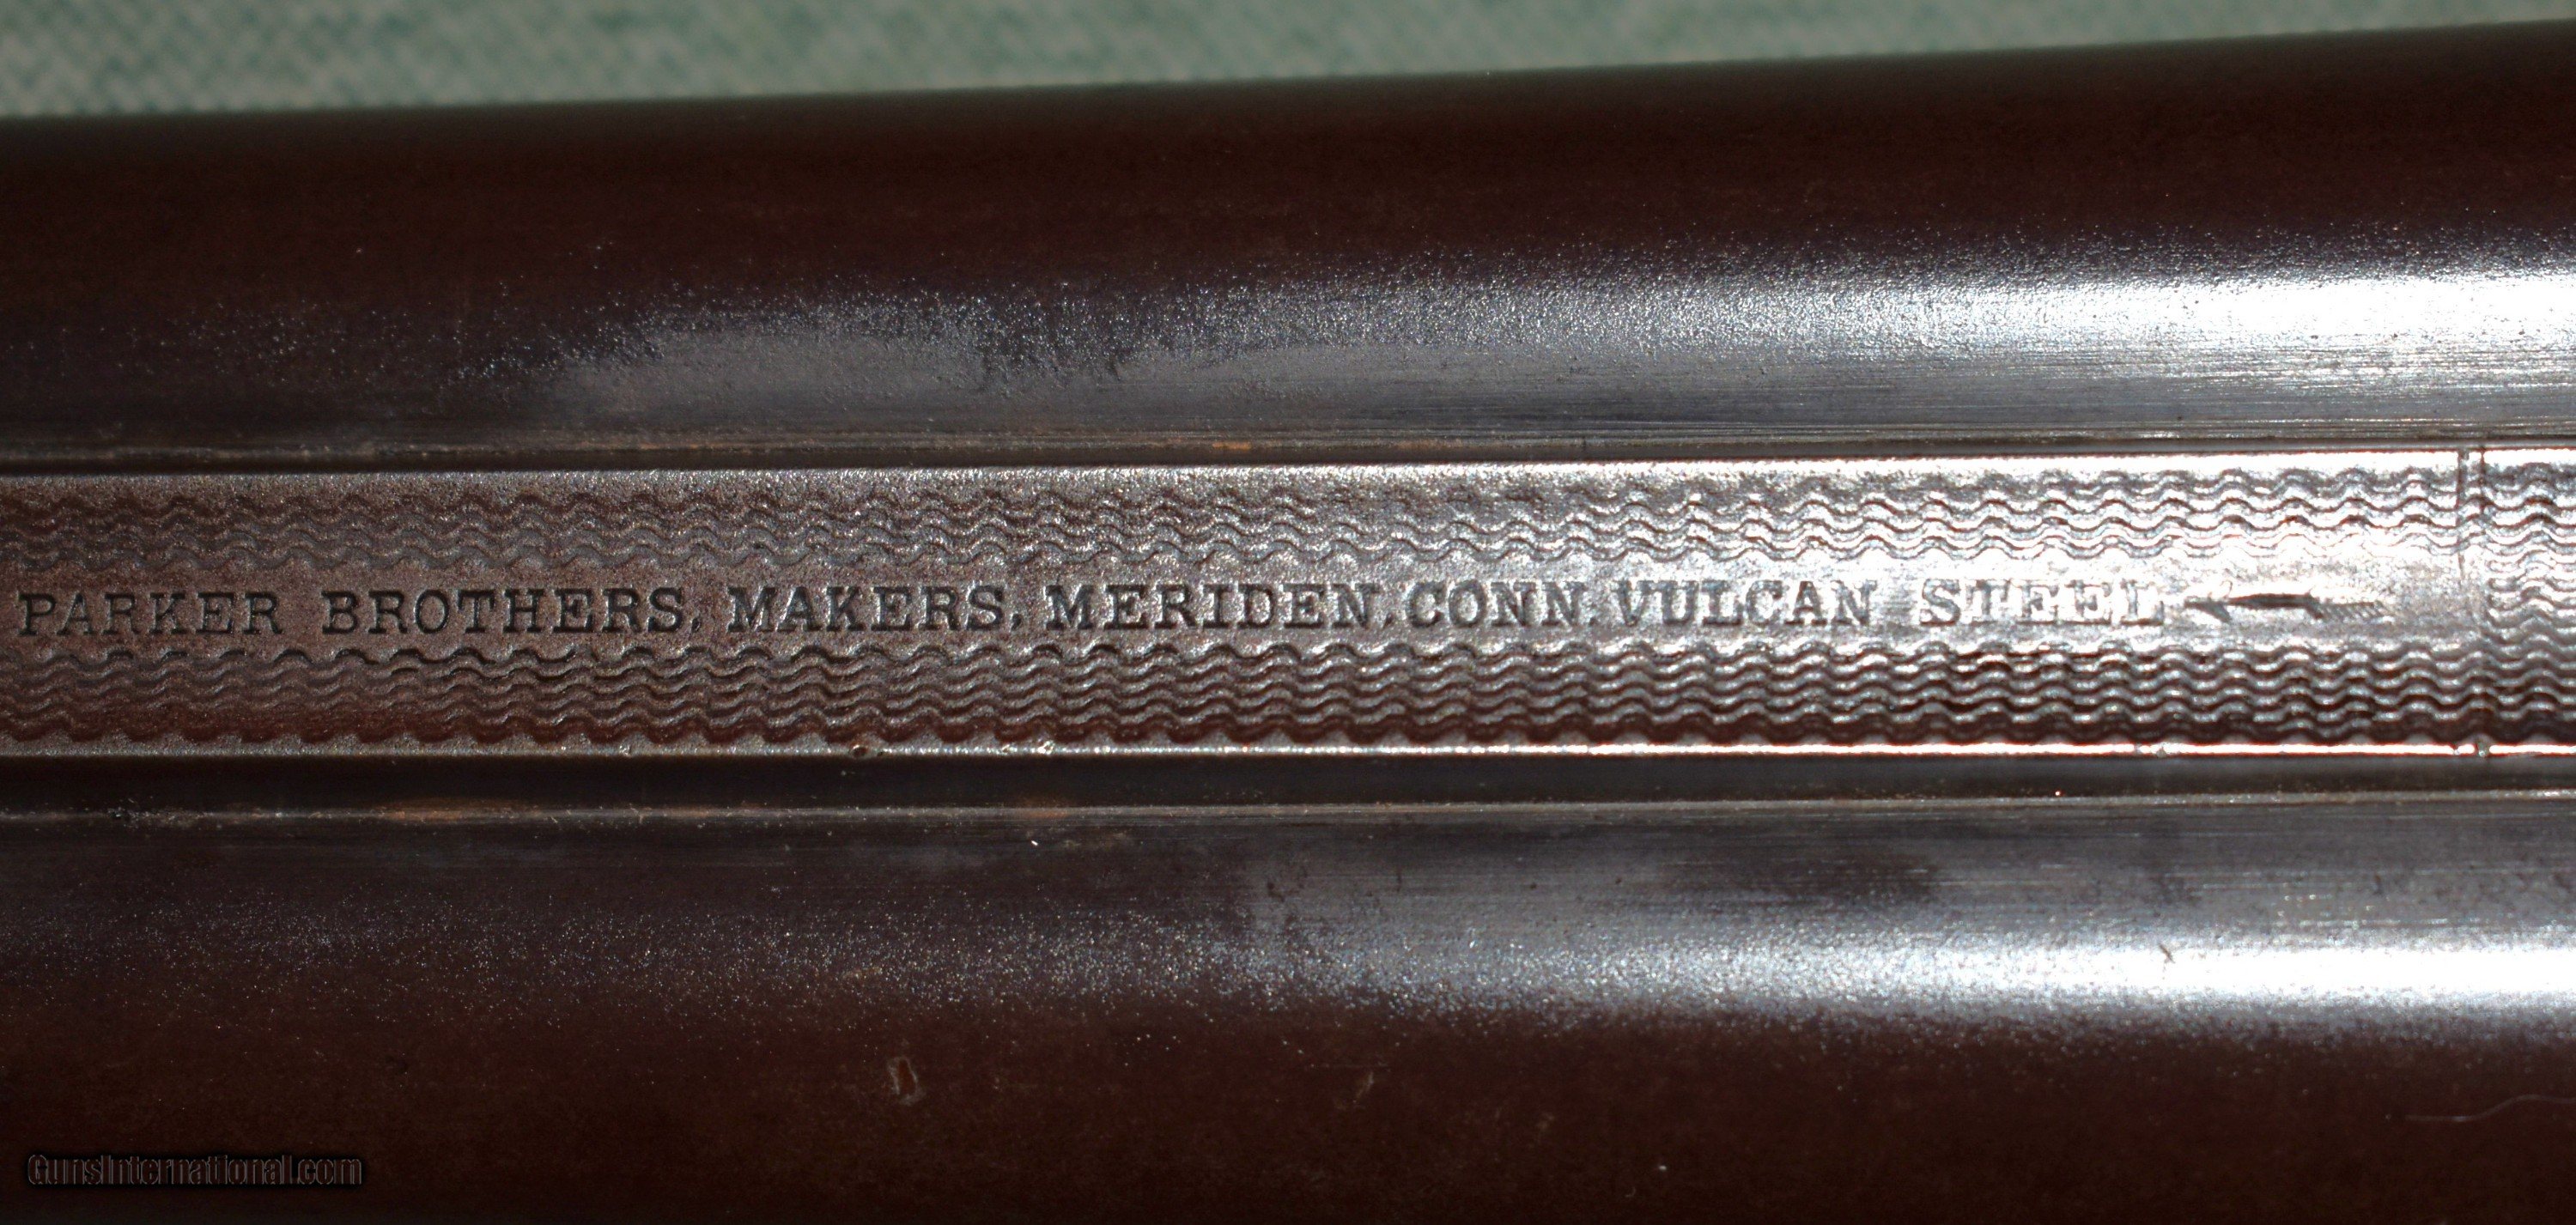 PARKER BROTHERS, MAKERS, MERIDEN, CONN. VULCAN STEEL
GunsInternational.com